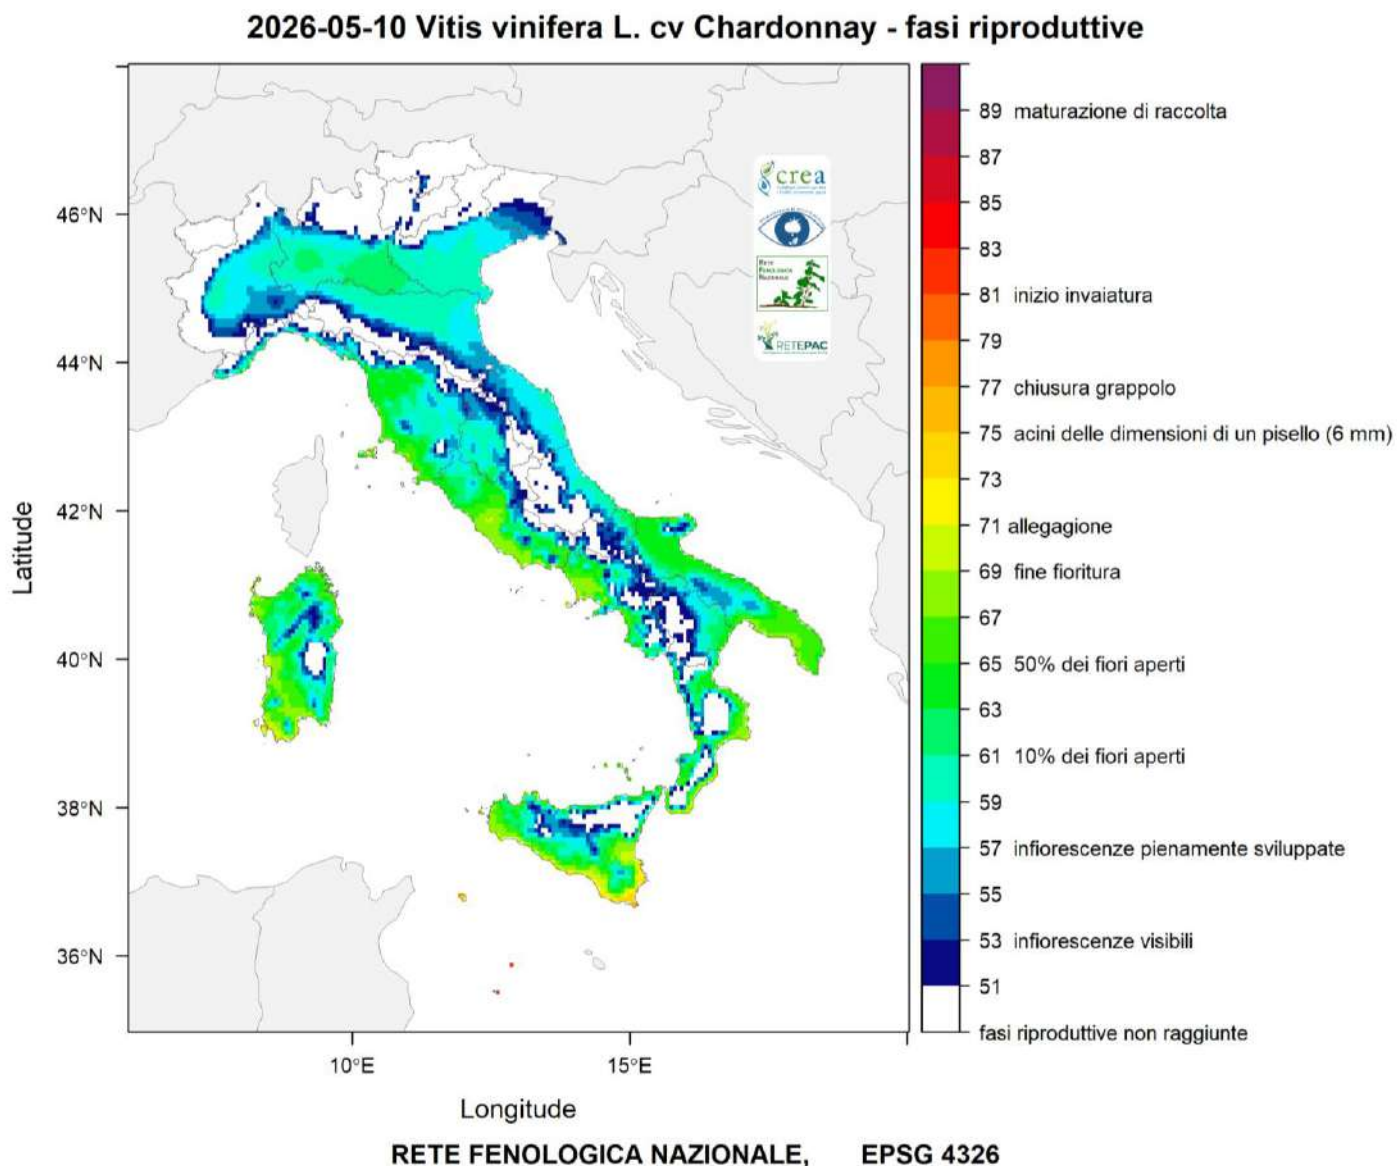 2026-05-10 Vitis vinifera L. cv Chardonnay - fasi riproduttive
crea
RETE
FENOLOGICA
NAZIONALE
RETEPAC
89 maturazione di raccolta
87
85
83
81 inizio invaiatura
79
77 chiusura grappolo
75 acini delle dimensioni di un pisello (6 mm)
73
71 allegagione
69 fine fioritura
67
65 50% dei fiori aperti
63
61 10% dei fiori aperti
59
57 infiorescenze pienamente sviluppate
55
53 infiorescenze visibili
51
fasi riproduttive non raggiunte
46°N
44°N
42°N
40°N
38°N
36°N
Latitude
10°E
15°E
Longitude
RETE FENOLOGICA NAZIONALE, EPSG 4326